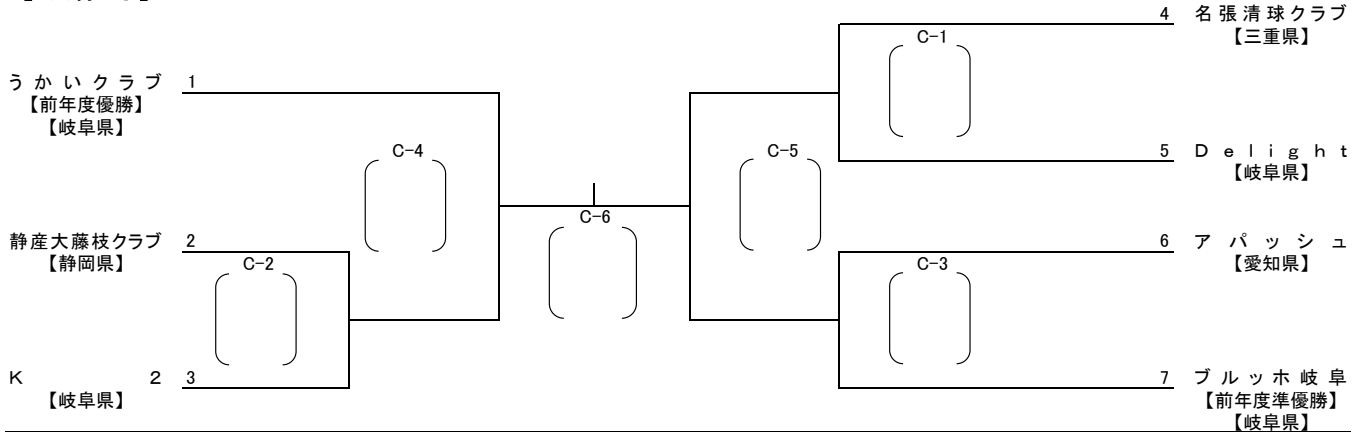 4 名張清球クラブ
【三重県】
C-1
うかいクラブ 1
【前年度優勝】
【岐阜県】
C-4
C-5
5 Delight
【岐阜県】
C-6
静産大藤枝クラブ 2
【静岡県】
C-2
6 アパッシュ
【愛知県】
C-3
K 2 3
【岐阜県】
7 ブルッホ岐阜
【前年度準優勝】
【岐阜県】